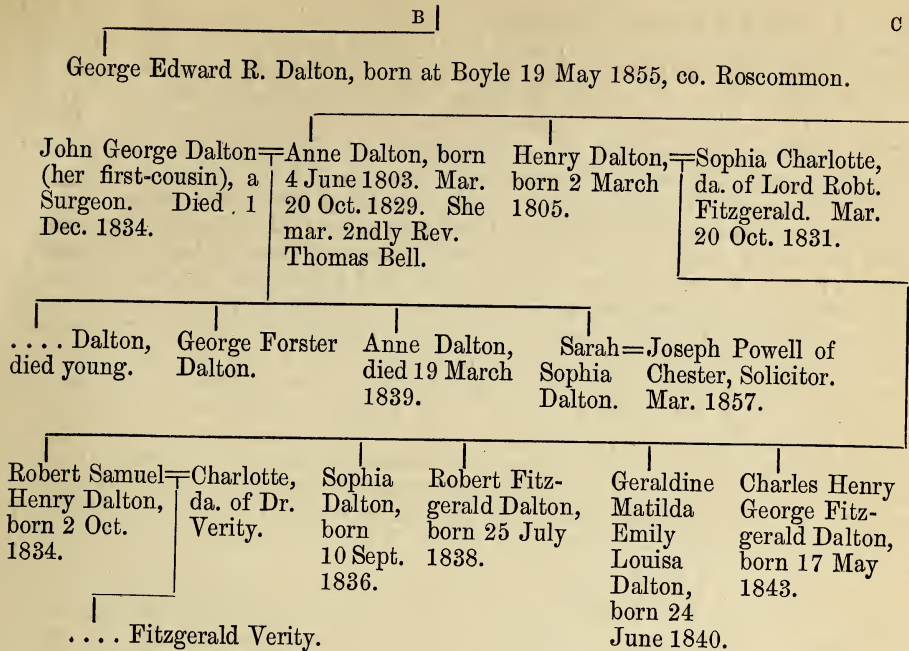 B
C
George Edward R. Dalton, born at Boyle 19 May 1855, co. Roscommon.
John George Dalton
(her first-cousin), a
Surgeon. Died 1
Dec. 1834.
Anne Dalton, born
4 June 1803. Mar.
20 Oct. 1829. She
mar. 2ndly Rev.
Thomas Bell.
Henry Dalton,
born 2 March
1805.
Sophia Charlotte,
da. of Lord Robt.
Fitzgerald. Mar.
20 Oct. 1831.
.... Dalton,
died young.
George Forster
Dalton.
Anne Dalton,
died 19 March
1839.
Sarah
Sophia
Dalton.
Joseph Powell of
Chester, Solicitor.
Mar. 1857.
Robert Samuel
Henry Dalton,
born 2 Oct.
1834.
Charlotte,
da. of Dr.
Verity.
Sophia
Dalton,
born
10 Sept.
1836.
Robert Fitz-
gerald Dalton,
born 25 July
1838.
Geraldine
Matilda
Emily
Louisa
Dalton,
born 24
June 1840.
Charles Henry
George Fitz-
gerald Dalton,
born 17 May
1843.
.... Fitzgerald Verity.